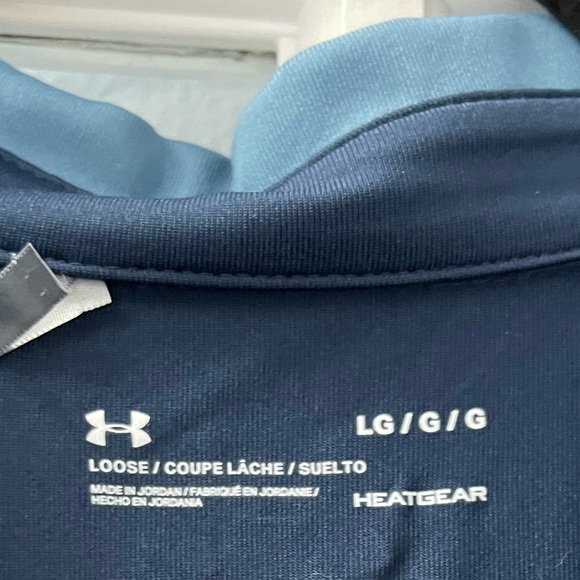 LG / G / G
LOOSE / COUPE LÂCHE / SUELTO
MADE IN JORDAN / FABRIQUÉ EN JORDANIE /
HECHO EN JORDANIA
HEATGEAR